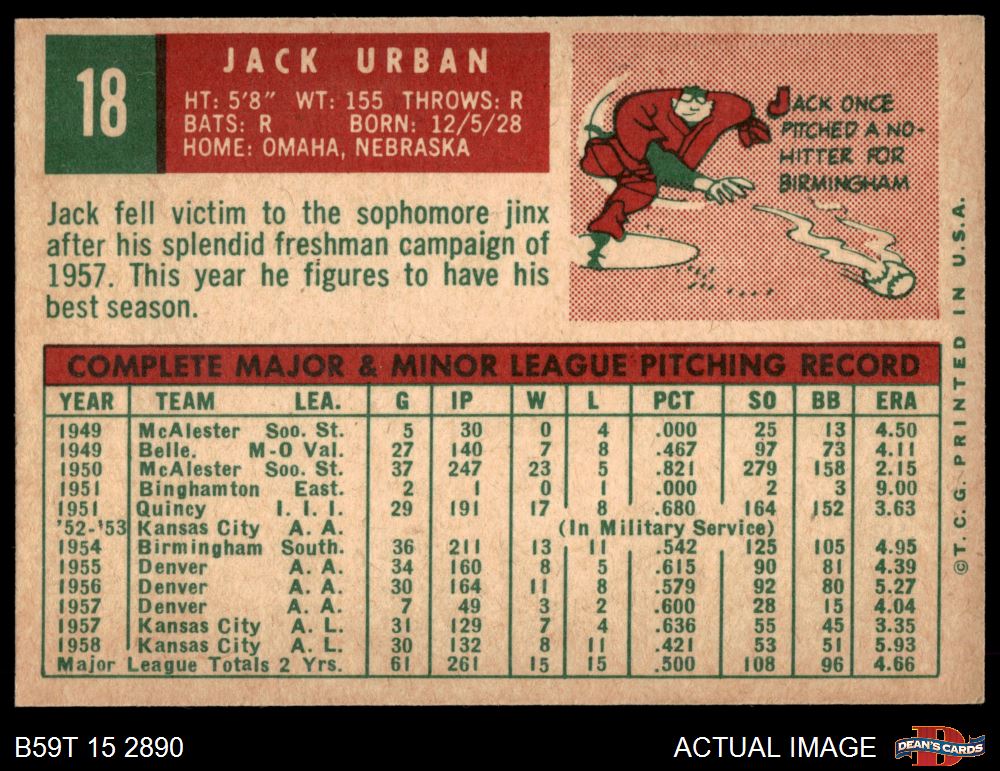 18
JACK URBAN
HT: 5'8" WT: 155 THROWS: R
BATS: R BORN: 12/5/28
HOME: OMAHA, NEBRASKA
JACK ONCE
PITCHED A NO-
HITTER FOR
BIRMINGHAM
Jack fell victim to the sophomore jinx
after his splendid freshman campaign of
1957. This year he figures to have his
best season.
COMPLETE MAJOR & MINOR LEAGUE PITCHING RECORD
YEAR TEAM LEA. G IP W L PCT SO BB ERA
1949 McAlester Soo. St. 5 30 0 4 .000 25 13 4.50
1949 Belle. M-O Val. 27 140 7 8 .467 97 73 4.11
1950 McAlester Soo. St. 37 247 23 5 .821 279 158 2.15
1951 Binghamton East. 2 1 0 1 .000 2 3 9.00
1951 Quincy I. I. I. 29 191 17 8 .680 164 152 3.63
'52-'53 Kansas City A. A. (In Military Service)
1954 Birmingham South. 36 211 13 11 .542 125 105 4.95
1955 Denver A. A. 34 160 8 5 .615 90 81 4.39
1956 Denver A. A. 30 164 11 8 .579 92 80 5.27
1957 Denver A. A. 7 49 3 2 .600 28 15 4.04
1957 Kansas City A. L. 31 129 7 4 .636 55 45 3.35
1958 Kansas City A. L. 30 132 8 11 .421 53 51 5.93
Major League Totals 2 Yrs. 61 261 15 15 .500 108 96 4.66
©T. C. G. PRINTED IN U.S.A.
B59T 15 2890
ACTUAL IMAGE
D
DEAN'S CARDS